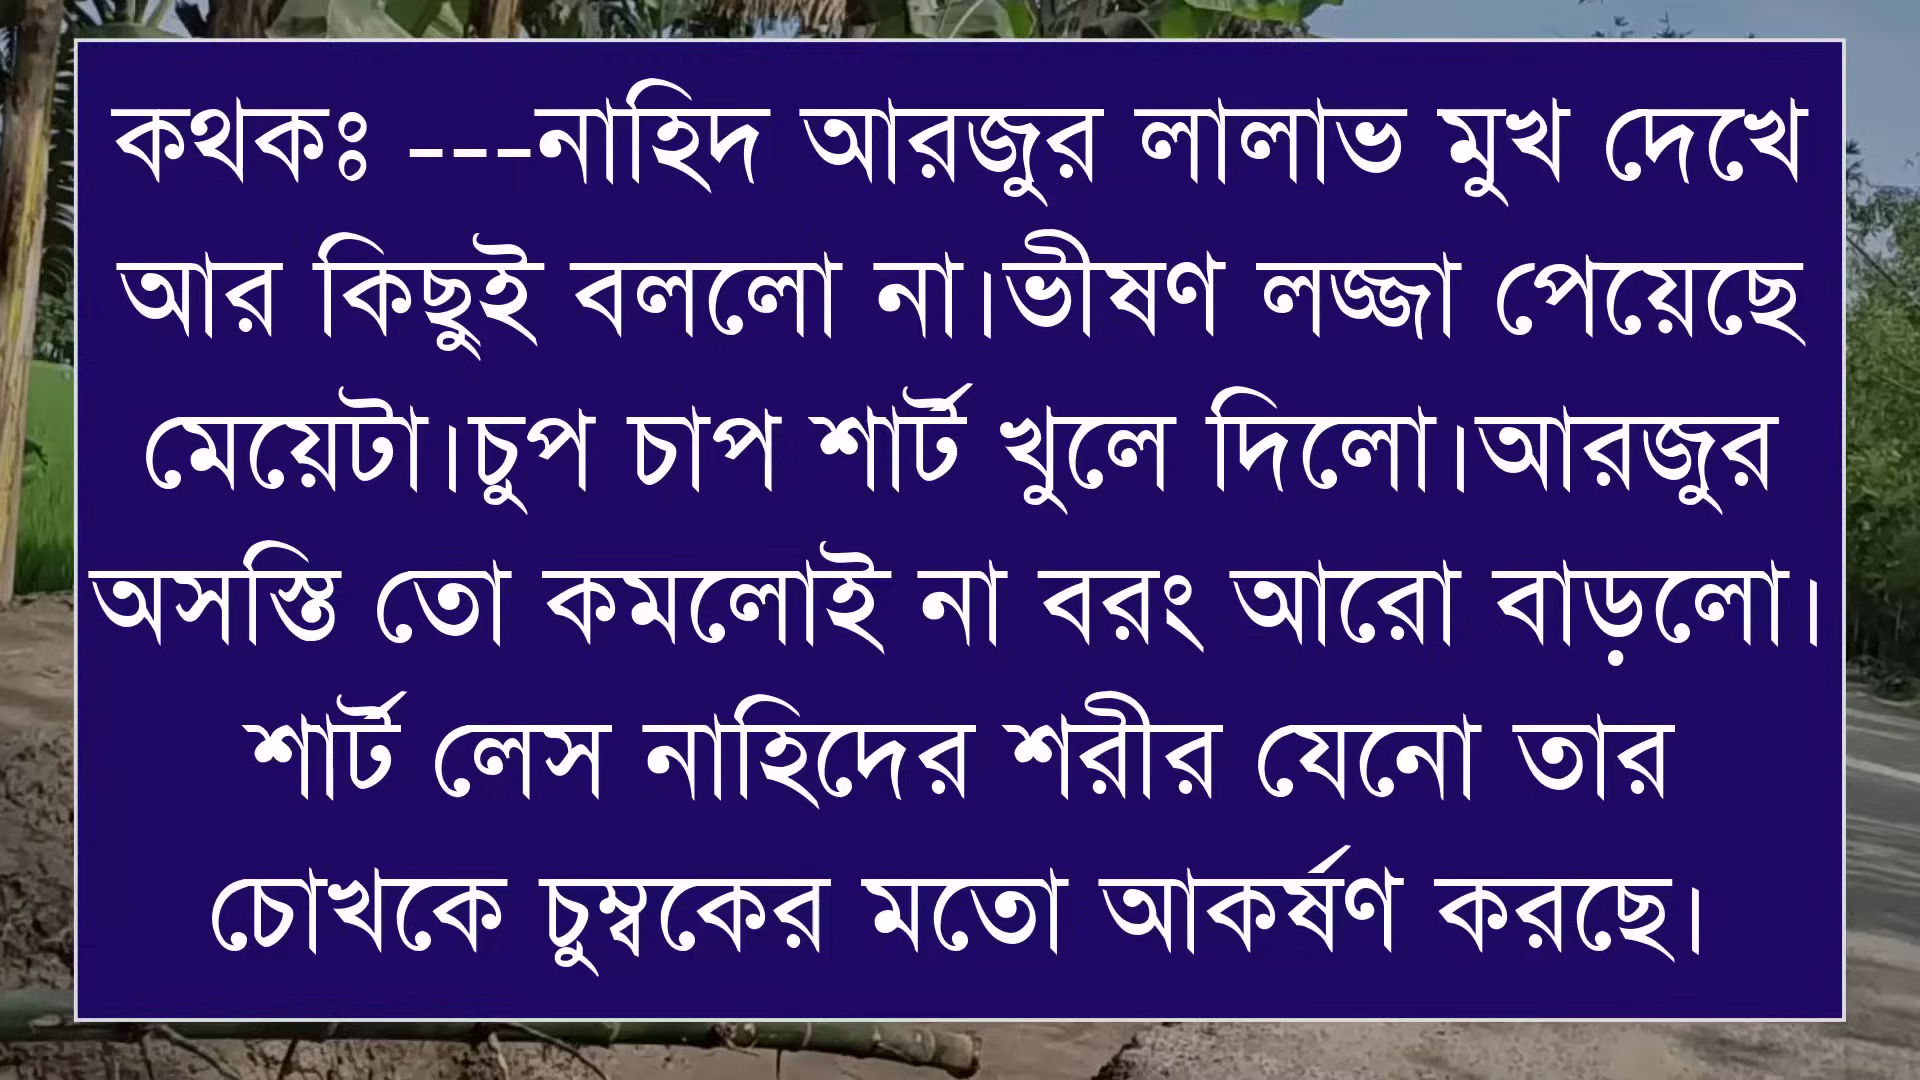 কথকঃ ---নাহিদ আরজুর লালাভ মুখ দেখে
আর কিছুই বললো না।ভীষণ লজ্জা পেয়েছে
মেয়েটা।চুপ চাপ শার্ট খুলে দিলো।আরজুর
অসস্তি তো কমলোই না বরং আরো বাড়লো।
শার্ট লেস নাহিদের শরীর যেনো তার
চোখকে চুম্বকের মতো আকর্ষণ করছে।